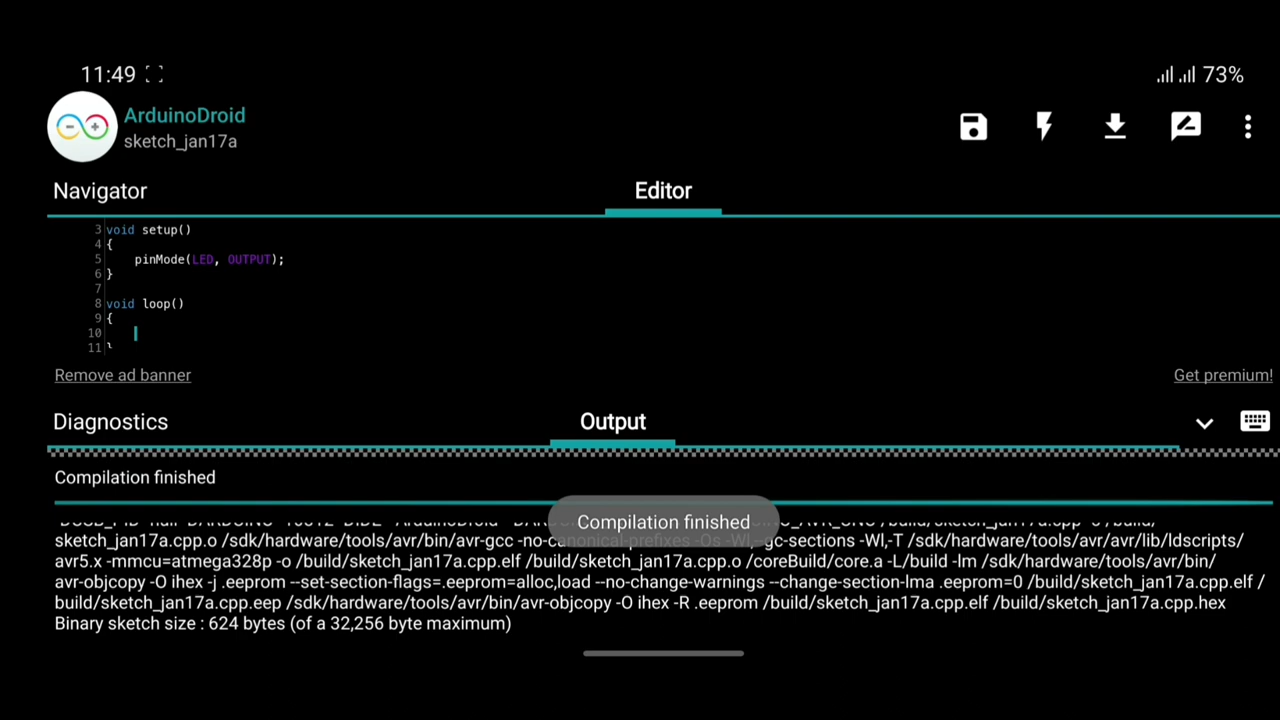 11:49 73%
ArduinoDroid
sketch_jan17a
Navigator Editor
3 void setup()
4 {
5 pinMode(LED, OUTPUT);
6 }
7
8 void loop()
9 {
10
11
Remove ad banner Get premium!
Diagnostics Output
Compilation finished
Compilation finished
sketch_jan17a.cpp.o /sdk/hardware/tools/avr/bin/avr-gcc -no-canonical-prefixes -Os -Wl,--gc-sections -Wl,-T /sdk/hardware/tools/avr/avr/lib/ldscripts/
avr5.x -mmcu=atmega328p -o /build/sketch_jan17a.cpp.elf /build/sketch_jan17a.cpp.o /coreBuild/core.a -L/build -lm /sdk/hardware/tools/avr/bin/
avr-objcopy -O ihex -j .eeprom --set-section-flags=.eeprom=alloc,load --no-change-warnings --change-section-lma .eeprom=0 /build/sketch_jan17a.cpp.elf /
build/sketch_jan17a.cpp.eep /sdk/hardware/tools/avr/bin/avr-objcopy -O ihex -R .eeprom /build/sketch_jan17a.cpp.elf /build/sketch_jan17a.cpp.hex
Binary sketch size : 624 bytes (of a 32,256 byte maximum)